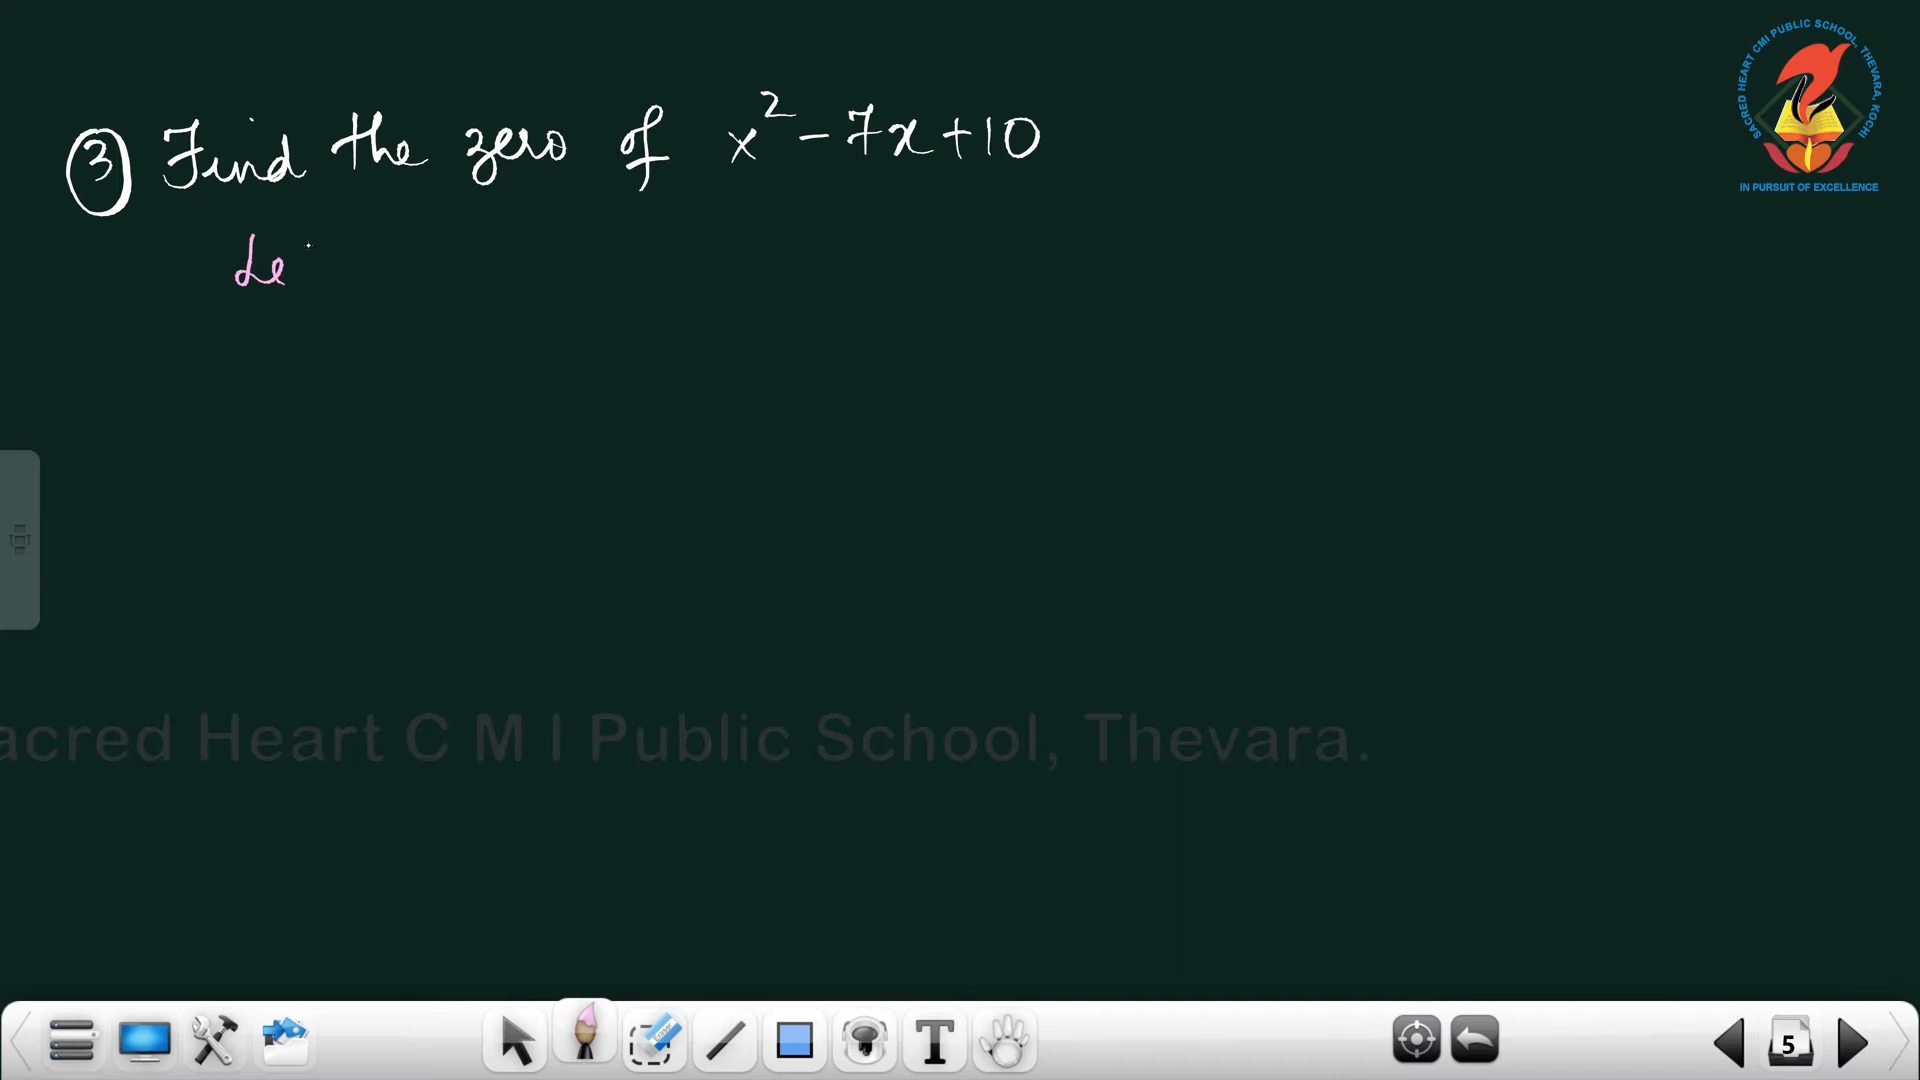 SACRED HEART CMI PUBLIC SCHOOL, THEVARA, KOCHI
IN PURSUIT OF EXCELLENCE
③ Find the zero of x² - 7x + 10
Le
acred Heart C M I Public School, Thevara.
eraser
T
5